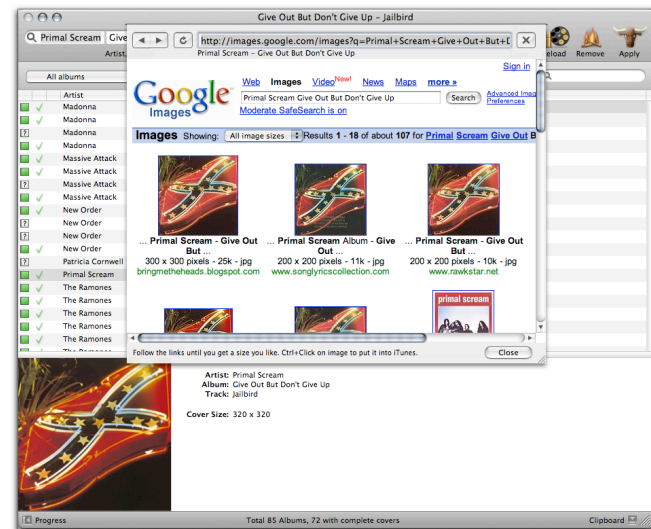 Give Out But Don't Give Up – Jailbird
Primal Scream Give
http://images.google.com/images?q=Primal+Scream+Give+Out+But+D
Primal Scream - Give Out But Don't Give Up
Artist,
eload Remove Apply
All albums
Artist
Madonna
Madonna
Madonna
Madonna
Massive Attack
Massive Attack
Massive Attack
Massive Attack
New Order
New Order
New Order
New Order
Patricia Cornwell
Primal Scream
The Ramones
The Ramones
The Ramones
The Ramones
The Ramones
The Ramones
Sign in
Google
Images
Web Images Video New! News Maps more »
Primal Scream Give Out But Don't Give Up Search
Advanced Imag
Preferences
Moderate SafeSearch is on
Images Showing: All image sizes Results 1 - 18 of about 107 for Primal Scream Give Out B
... Primal Scream - Give Out
But ...
300 x 300 pixels - 25k - jpg
bringmetheheads.blogspot.com
... Primal Scream Album - Give
Out ...
200 x 200 pixels - 11k - jpg
www.songlyricscollection.com
... Primal Scream - Give Out
But ...
200 x 200 pixels - 10k - jpg
www.rawkstar.net
primal scream
Follow the links until you get a size you like. Ctrl+Click on image to put it into iTunes.
Close
Artist: Primal Scream
Album: Give Out But Don't Give Up
Track: Jailbird
Cover Size: 320 x 320
Progress
Total 85 Albums, 72 with complete covers
Clipboard